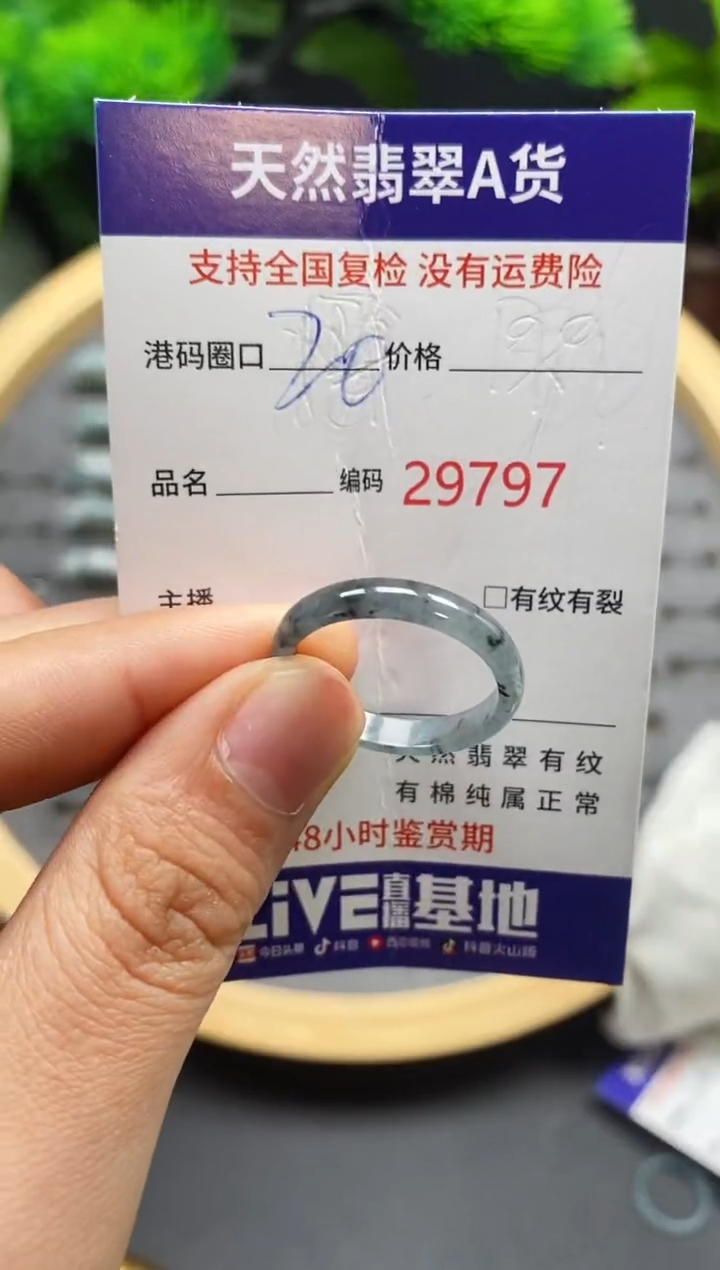 天然翡翠A货
支持全国复检 没有运费险
港码圈口 20 价格
品名 编码 29797
主播 □有纹有裂
天然翡翠有纹
有棉纯属正常
48小时鉴赏期
LiVE直播基地
今日头条 抖音 西瓜视频 抖音火山版